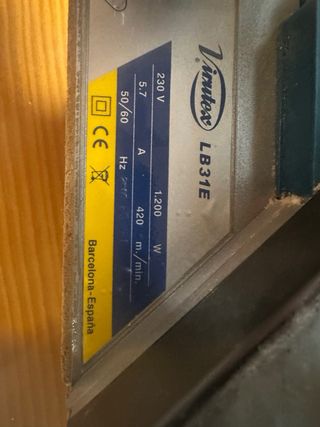 Virutex
LB31E
230 V 1.200 W
5.7 A 420 m./min.
50/60 Hz
CE
Barcelona - España